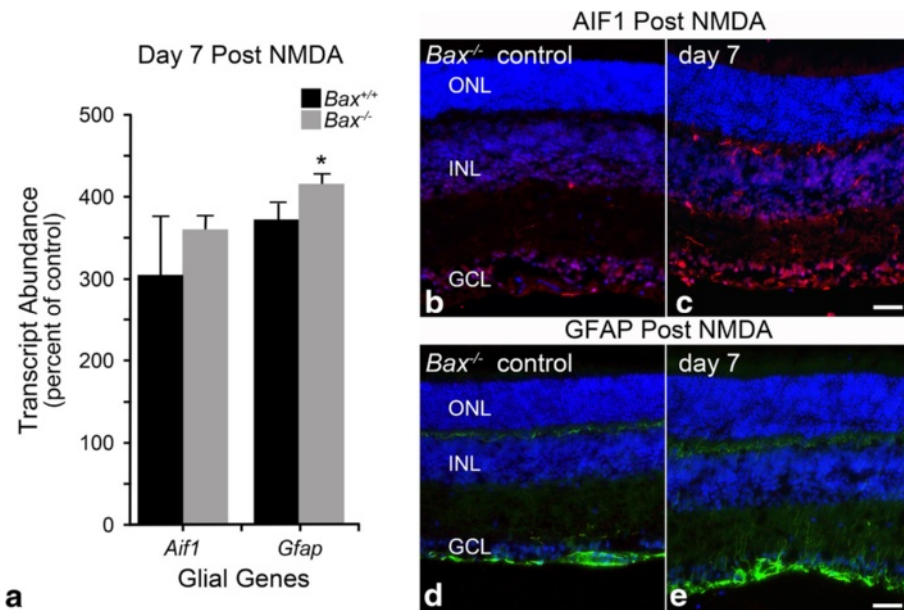 Day 7 Post NMDA
Bax+/+
Bax-/-
*
Transcript Abundance
(percent of control)
500
400
300
200
100
0
Aif1 Gfap
Glial Genes
a
AIF1 Post NMDA
Bax-/- control
day 7
ONL
INL
GCL
b
c
GFAP Post NMDA
Bax-/- control
day 7
ONL
INL
GCL
d
e